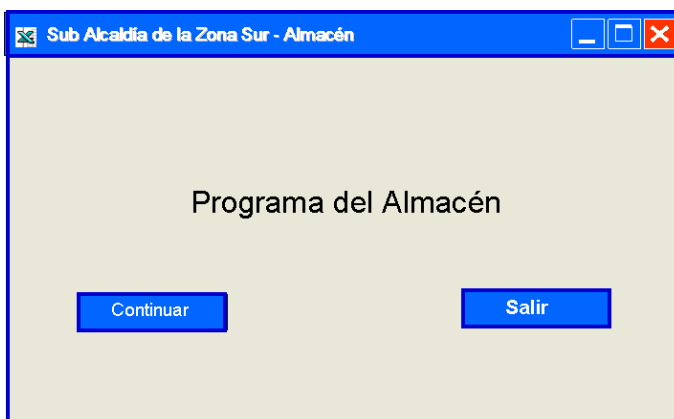 Sub Alcaldía de la Zona Sur - Almacén
Programa del Almacén
Continuar
Salir